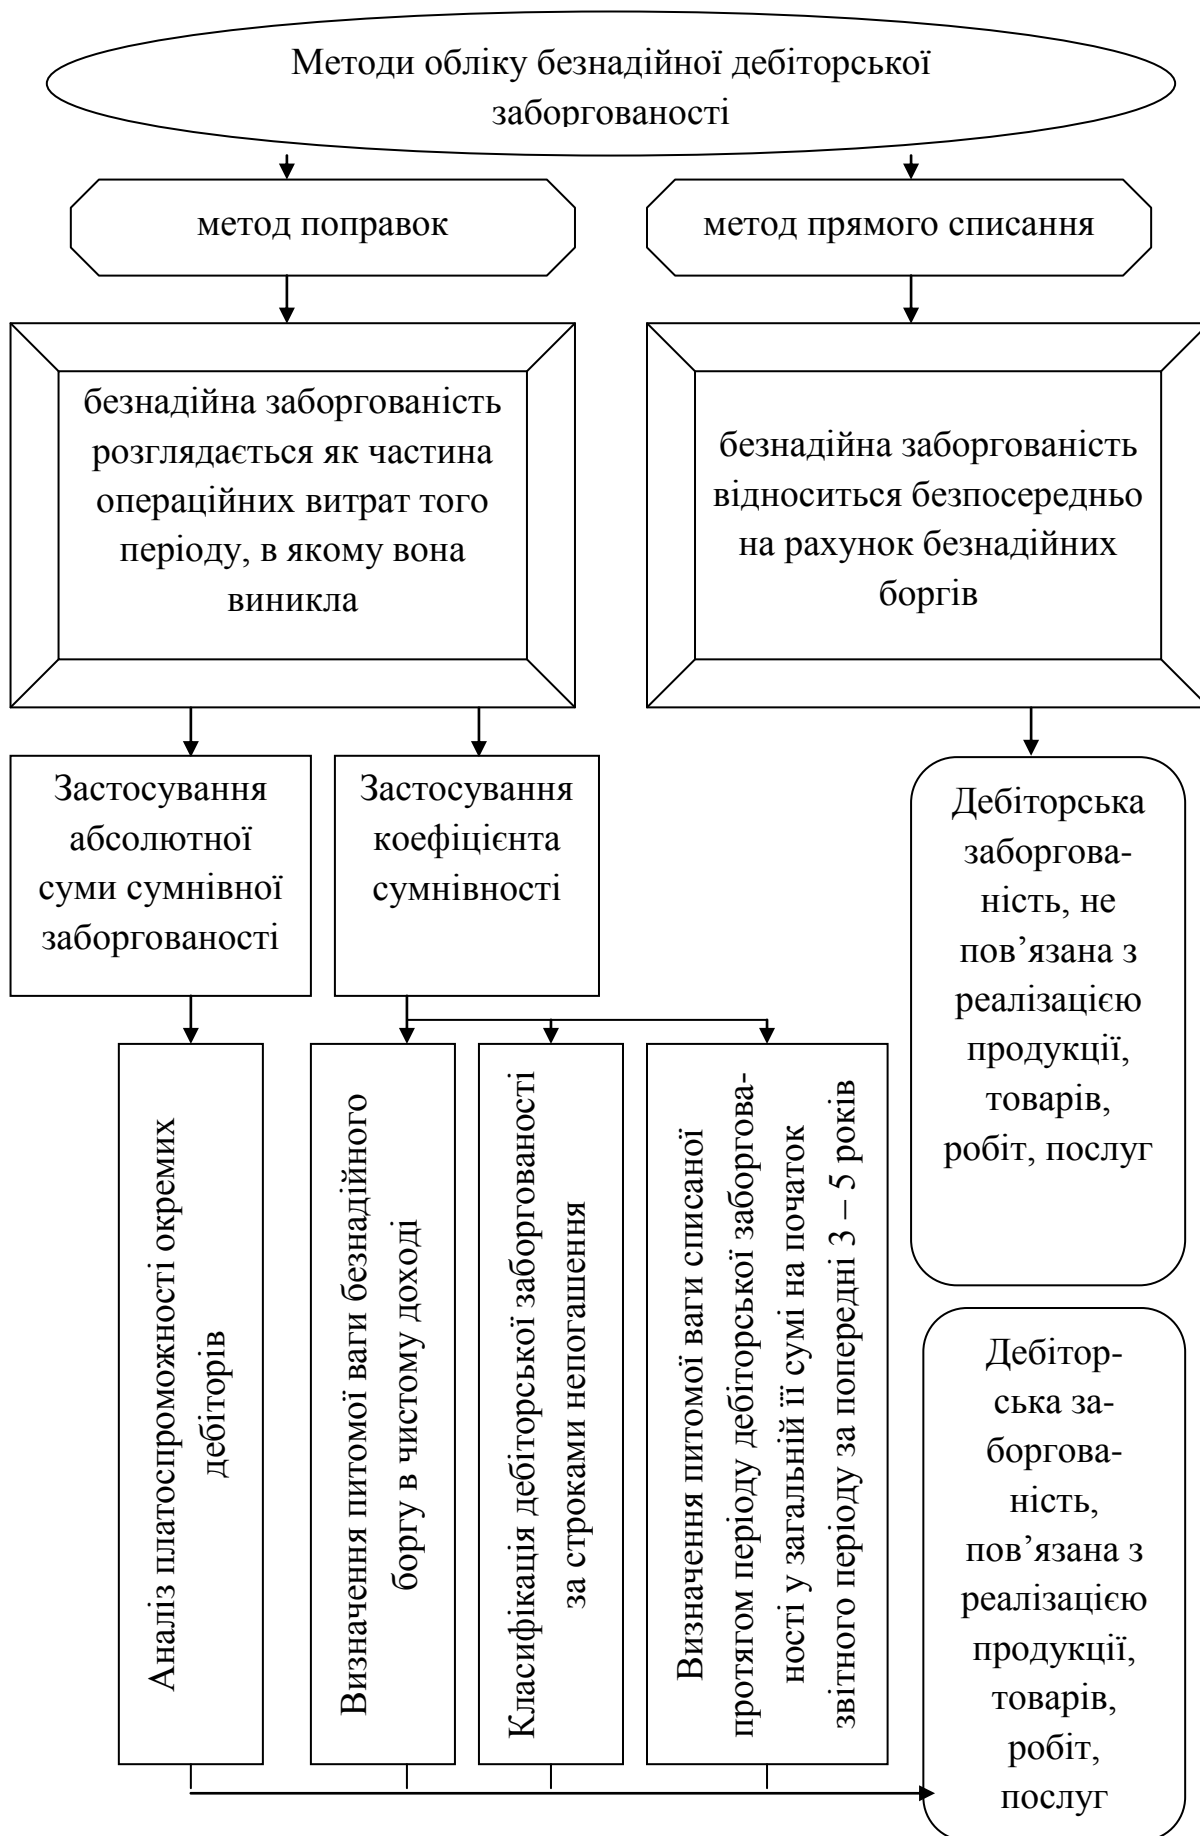 Методи обліку безнадійної дебіторської
заборгованості
метод поправок
метод прямого списання
безнадійна заборгованість
розглядається як частина
операційних витрат того
періоду, в якому вона
виникла
безнадійна заборгованість
відноситься безпосередньо
на рахунок безнадійних
боргів
Застосування
абсолютної
суми сумнівної
заборгованості
Застосування
коефіцієнта
сумнівності
Дебіторська
заборгова-
ність, не
пов’язана з
реалізацією
продукції,
товарів,
робіт, послуг
Аналіз платоспроможності окремих
дебіторів
Визначення питомої ваги безнадійного
боргу в чистому доході
Класифікація дебіторської заборгованості
за строками непогашення
Визначення питомої ваги списаної
протягом періоду дебіторської заборгова-
ності у загальній її сумі на початок
звітного періоду за попередні 3 – 5 років
Дебітор-
ська за-
боргова-
ність,
пов’язана з
реалізацією
продукції,
товарів,
робіт,
послуг